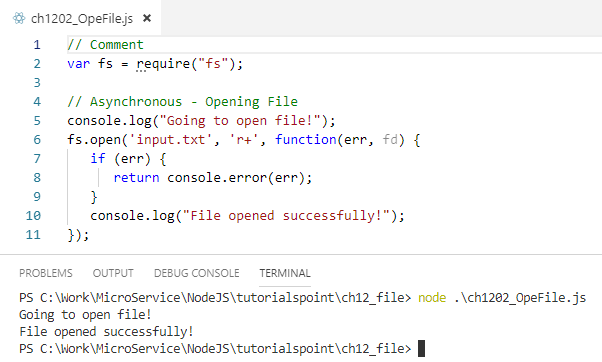 ch1202_OpeFile.js ×
1 // Comment
2 var fs = require("fs");
3
4 // Asynchronous - Opening File
5 console.log("Going to open file!");
6 fs.open('input.txt', 'r+', function(err, fd) {
7    if (err) {
8       return console.error(err);
9    }
10    console.log("File opened successfully!");
11 });
PROBLEMS OUTPUT DEBUG CONSOLE TERMINAL
PS C:\Work\MicroService\NodeJS\tutorialspoint\ch12_file> node .\ch1202_OpeFile.js
Going to open file!
File opened successfully!
PS C:\Work\MicroService\NodeJS\tutorialspoint\ch12_file>